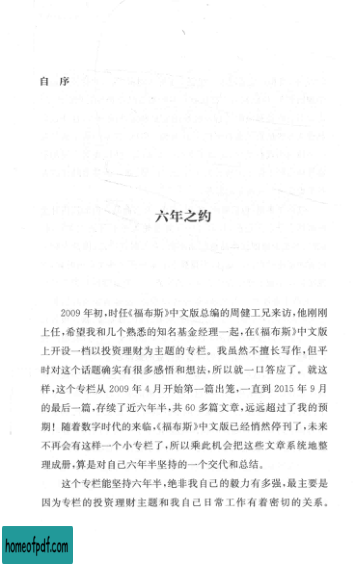 自 序
六年之约
2009 年初，时任《福布斯》中文版总编的周健工兄来访，他刚刚
上任，希望我和几个熟悉的知名基金经理一起，在《福布斯》中文版
上开设一档以投资理财为主题的专栏。我虽然不擅长写作，但平
时对这个话题确实有很多感悟和想法，所以就一口答应了。就这
样，这个专栏从 2009 年 4 月开始第一篇出笼，一直到 2015 年 9 月
的最后一篇，存续了近六年半，共 60 多篇文章，远远超过了我的预
期！随着数字时代的来临，《福布斯》中文版已经悄然停刊了，未来
不再会有这样一个小专栏了，所以乘此机会把这些文章系统地整
理成册，算是对自己六年半坚持的一个交代和总结。
这个专栏能坚持六年半，绝非我自己的毅力有多强，最主要是
因为专栏的投资理财主题和我自己日常工作有着密切的关系。
homeofpdf.com